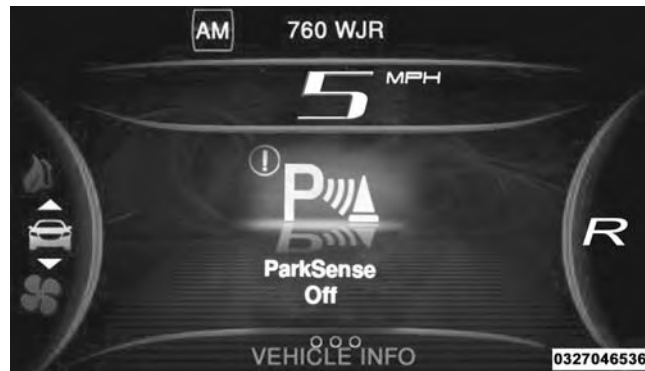 AM 760 WJR
5 MPH
P
R
ParkSense
Off
VEHICLE INFO
0327046536